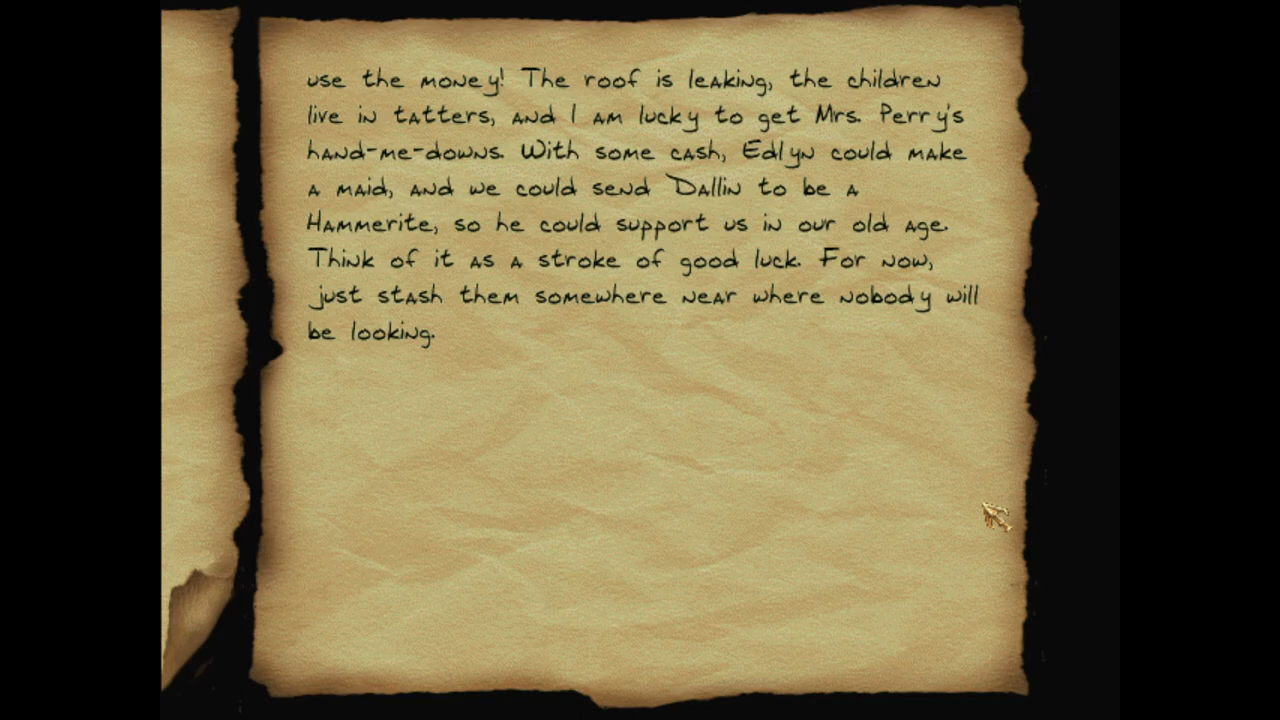 use the money! The roof is leaking, the children
live in tatters, and I am lucky to get Mrs. Perry's
hand-me-downs. With some cash, Edlyn could make
a maid, and we could send Dallin to be a
Hammerite, so he could support us in our old age.
Think of it as a stroke of good luck. For now,
just stash them somewhere near where nobody will
be looking.